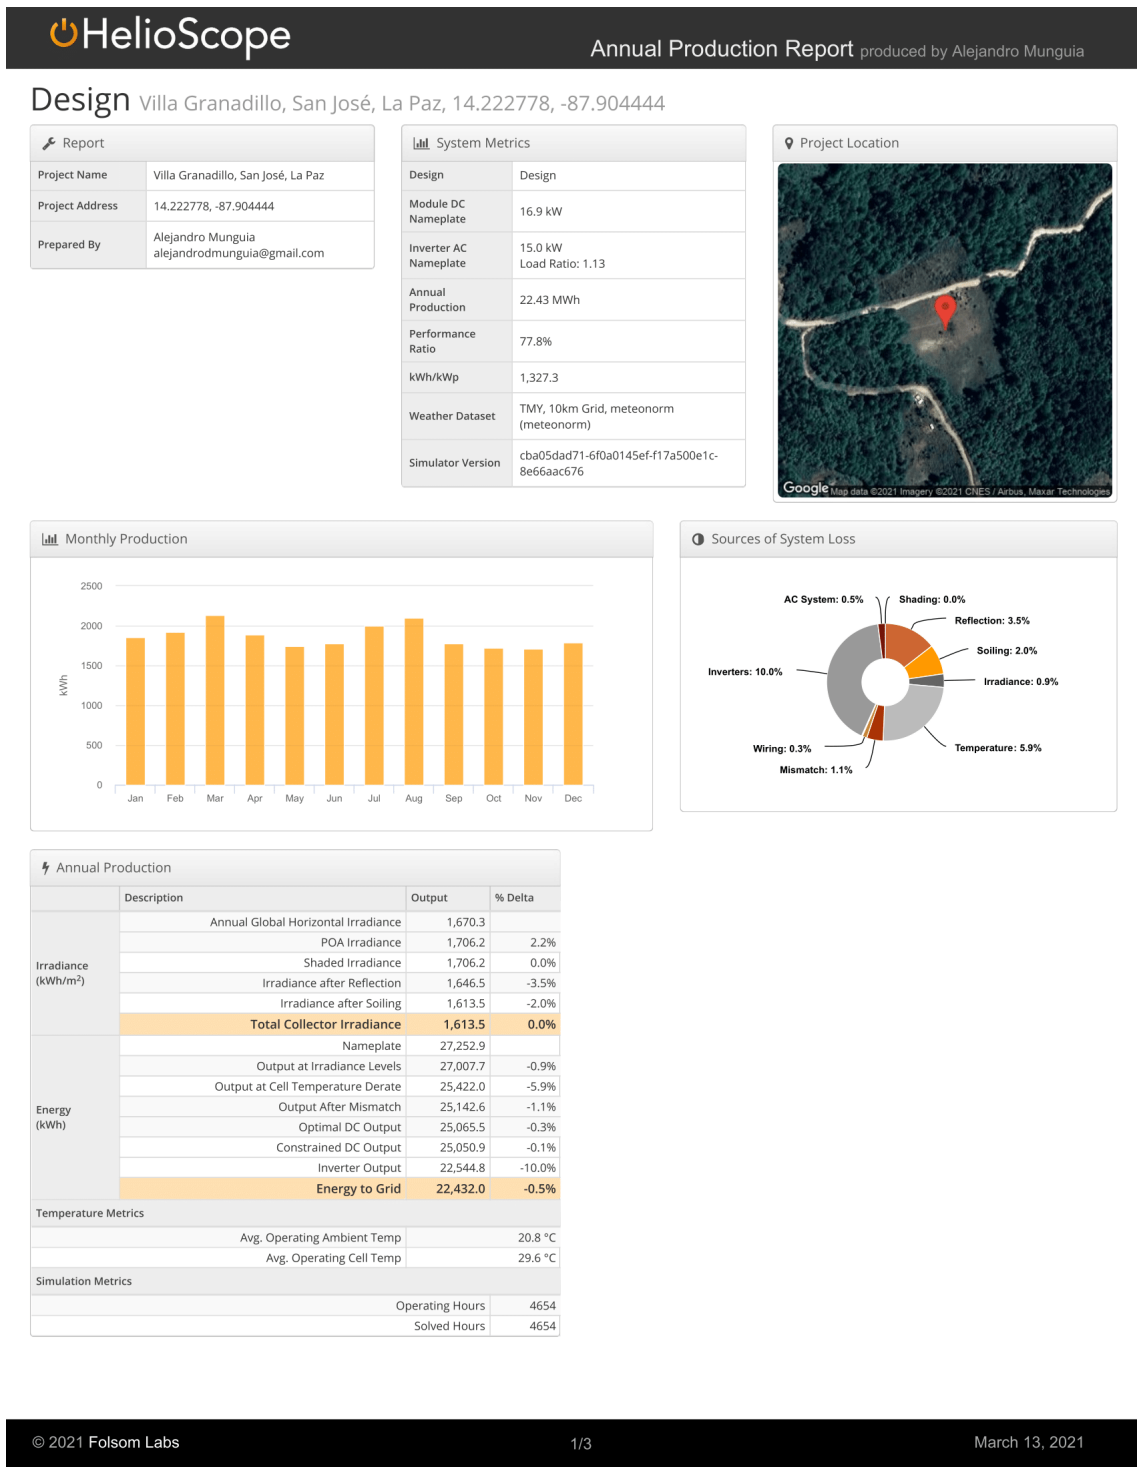 HelioScope
Annual Production Report produced by Alejandro Munguia
Design Villa Granadillo, San José, La Paz, 14.222778, -87.904444
Report
Project Name Villa Granadillo, San José, La Paz
Project Address 14.222778, -87.904444
Prepared By Alejandro Munguia
alejandrodmunguia@gmail.com
System Metrics
Design Design
Module DC
Nameplate 16.9 kW
Inverter AC
Nameplate 15.0 kW
Load Ratio: 1.13
Annual
Production 22.43 MWh
Performance
Ratio 77.8%
kWh/kWp 1,327.3
Weather Dataset TMY, 10km Grid, meteonorm
(meteonorm)
Simulator Version cba05dad71-6f0a0145ef-f17a500e1c-
8e66aac676
Project Location
Google Map data ©2021 Imagery ©2021 CNES / Airbus, Maxar Technologies
Monthly Production
kWh
2500
2000
1500
1000
500
0
Jan Feb Mar Apr May Jun Jul Aug Sep Oct Nov Dec
Sources of System Loss
AC System: 0.5%
Shading: 0.0%
Reflection: 3.5%
Soiling: 2.0%
Irradiance: 0.9%
Temperature: 5.9%
Mismatch: 1.1%
Wiring: 0.3%
Inverters: 10.0%
Annual Production
Description Output % Delta
Irradiance
(kWh/m²)
Annual Global Horizontal Irradiance 1,670.3
POA Irradiance 1,706.2 2.2%
Shaded Irradiance 1,706.2 0.0%
Irradiance after Reflection 1,646.5 -3.5%
Irradiance after Soiling 1,613.5 -2.0%
Total Collector Irradiance 1,613.5 0.0%
Energy
(kWh)
Nameplate 27,252.9
Output at Irradiance Levels 27,007.7 -0.9%
Output at Cell Temperature Derate 25,422.0 -5.9%
Output After Mismatch 25,142.6 -1.1%
Optimal DC Output 25,065.5 -0.3%
Constrained DC Output 25,050.9 -0.1%
Inverter Output 22,544.8 -10.0%
Energy to Grid 22,432.0 -0.5%
Temperature Metrics
Avg. Operating Ambient Temp 20.8 °C
Avg. Operating Cell Temp 29.6 °C
Simulation Metrics
Operating Hours 4654
Solved Hours 4654
© 2021 Folsom Labs 1/3 March 13, 2021